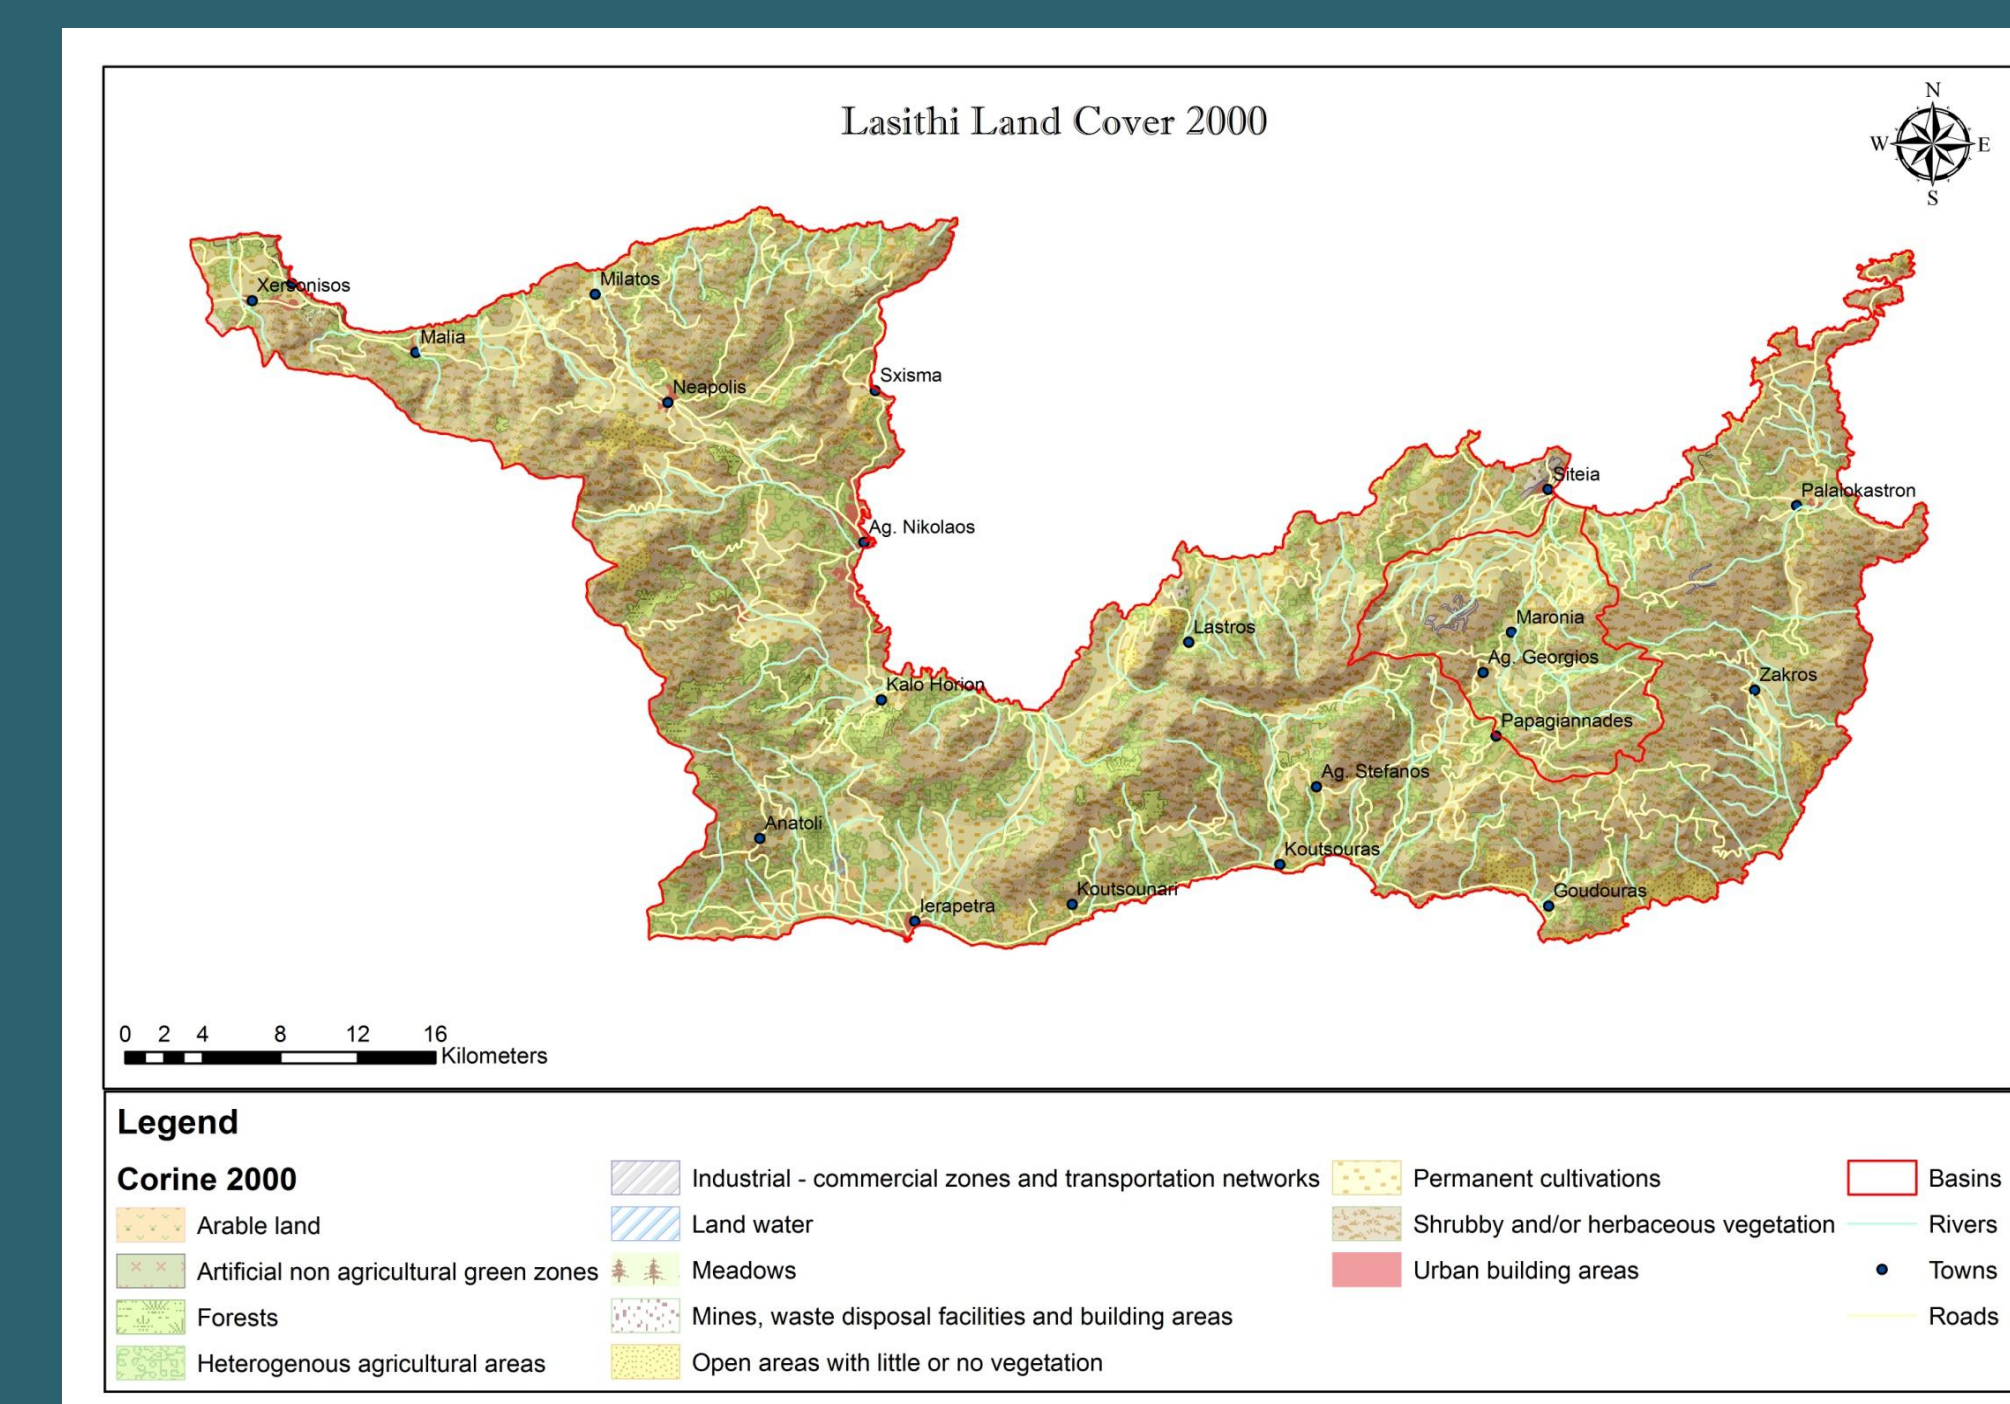 Lasithi Land Cover 2000
N
W E
S
Xersonisos
Milatos
Malia
Neapolis
Sxisma
Siteia
Palaiokastron
Ag. Nikolaos
Maronia
Lastros
Ag. Georgios
Zakros
Kalo Horion
Papagiannades
Ag. Stefanos
Anatoli
Koutsouras
Koutsounari
Goudouras
Ierapetra
0 2 4 8 12 16
Kilometers
Legend
Corine 2000
Arable land
Artificial non agricultural green zones
Forests
Heterogenous agricultural areas
Industrial - commercial zones and transportation networks
Land water
Meadows
Mines, waste disposal facilities and building areas
Open areas with little or no vegetation
Permanent cultivations
Shrubby and/or herbaceous vegetation
Urban building areas
Basins
Rivers
Towns
Roads